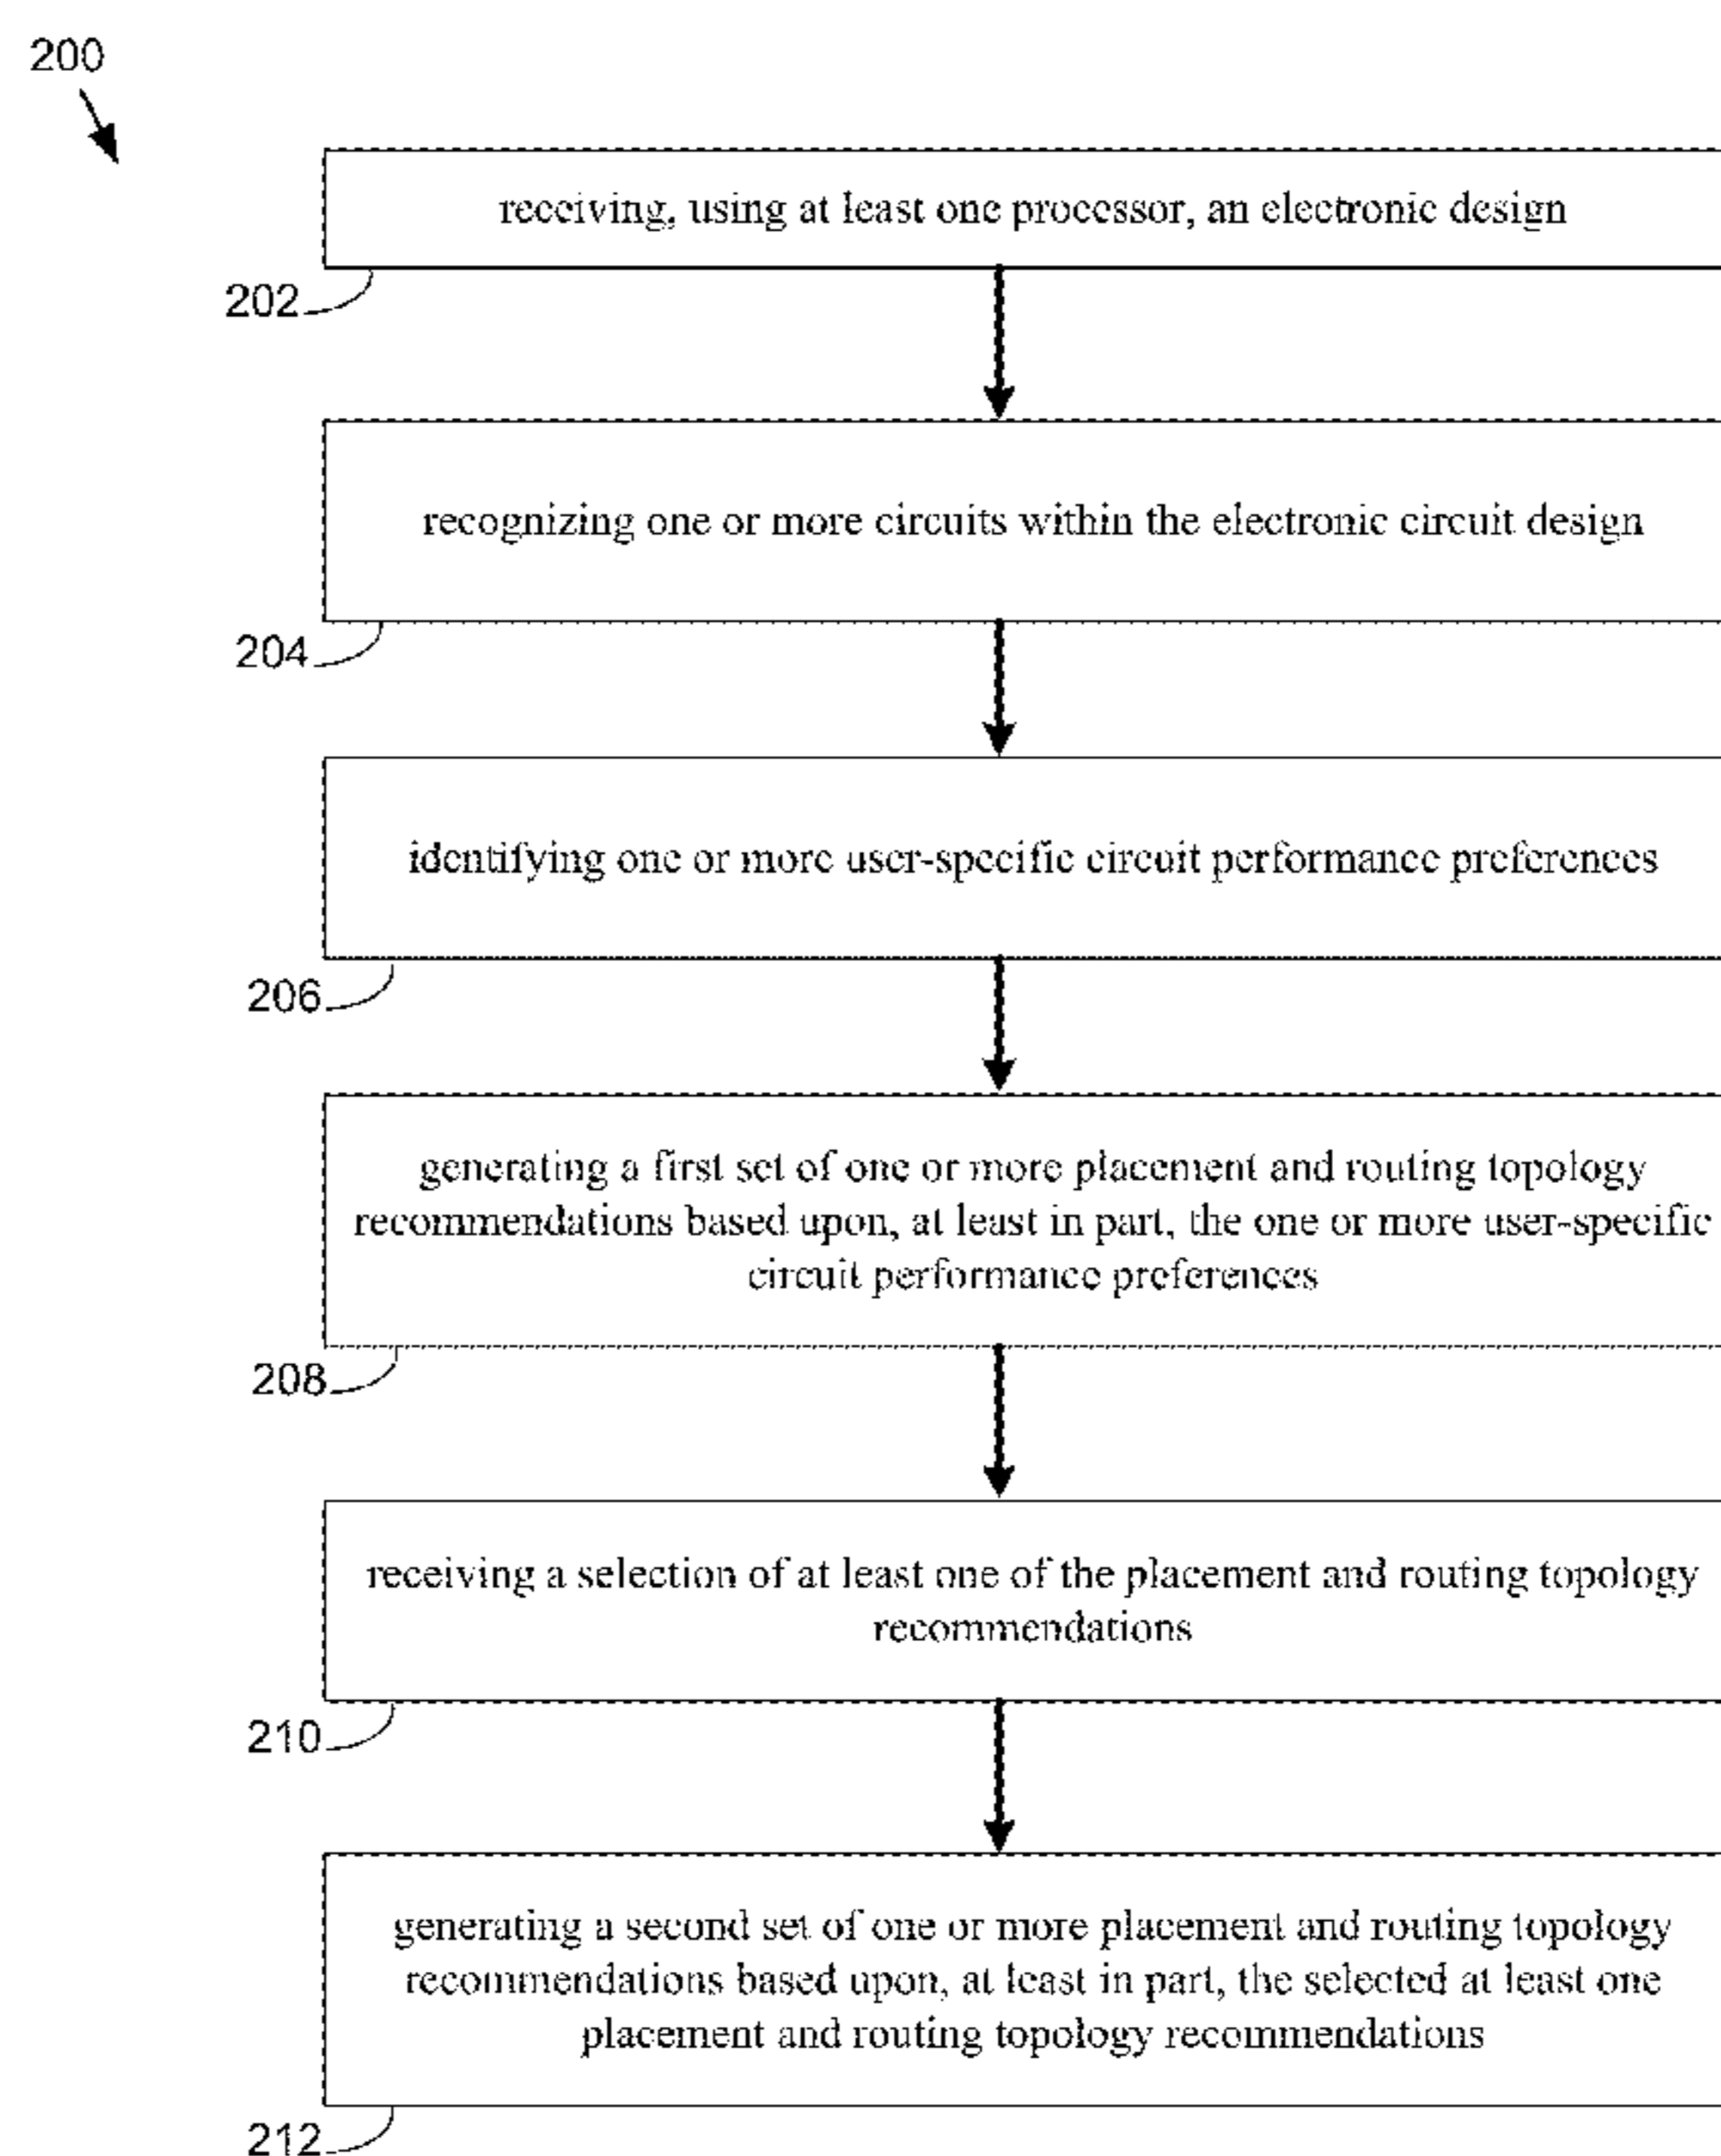 200
receiving, using at least one processor, an electronic design
202
recognizing one or more circuits within the electronic circuit design
204
identifying one or more user-specific circuit performance preferences
206
generating a first set of one or more placement and routing topology
recommendations based upon, at least in part, the one or more user-specific
circuit performance preferences
208
receiving a selection of at least one of the placement and routing topology
recommendations
210
generating a second set of one or more placement and routing topology
recommendations based upon, at least in part, the selected at least one
placement and routing topology recommendations
212